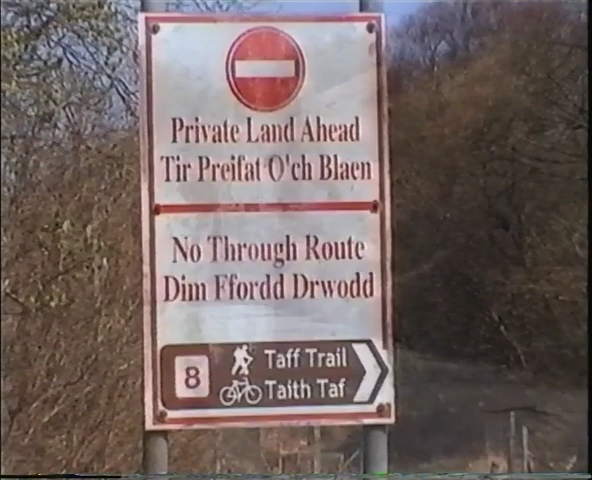 Private Land Ahead
Tir Preifat O'ch Blaen
No Through Route
Dim Ffordd Drwodd
8 Taff Trail
Taith Taf